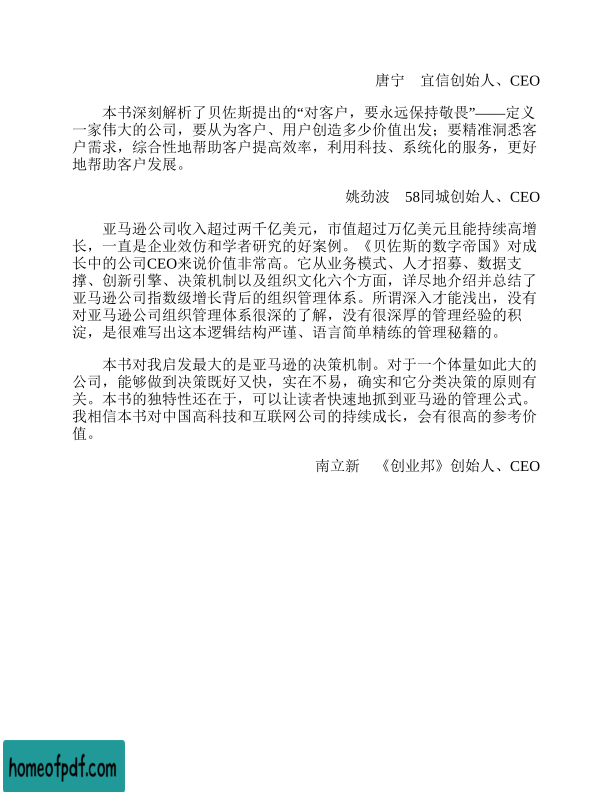 唐宁　宜信创始人、CEO
本书深刻解析了贝佐斯提出的“对客户，要永远保持敬畏”——定义
一家伟大的公司，要从为客户、用户创造多少价值出发；要精准洞悉客
户需求，综合性地帮助客户提高效率，利用科技、系统化的服务，更好
地帮助客户发展。
姚劲波　58同城创始人、CEO
亚马逊公司收入超过两千亿美元，市值超过万亿美元且能持续高增
长，一直是企业效仿和学者研究的好案例。《贝佐斯的数字帝国》对成
长中的公司CEO来说价值非常高。它从业务模式、人才招募、数据支
撑、创新引擎、决策机制以及组织文化六个方面，详尽地介绍并总结了
亚马逊公司指数级增长背后的组织管理体系。所谓深入才能浅出，没有
对亚马逊公司组织管理体系很深的了解，没有很深厚的管理经验的积
淀，是很难写出这本逻辑结构严谨、语言简单精练的管理秘籍的。
本书对我启发最大的是亚马逊的决策机制。对于一个体量如此大的
公司，能够做到决策既好又快，实在不易，确实和它分类决策的原则有
关。本书的独特性还在于，可以让读者快速地抓到亚马逊的管理公式。
我相信本书对中国高科技和互联网公司的持续成长，会有很高的参考价
值。
南立新　《创业邦》创始人、CEO
homeofpdf.com